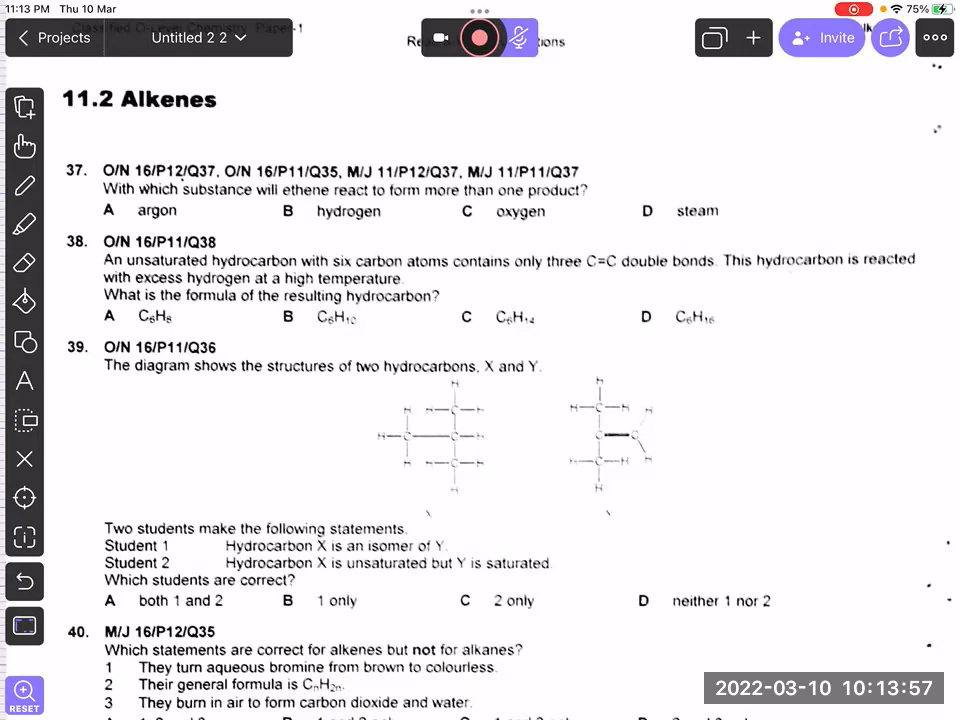 11:13 PM Thu 10 Mar
75%
Classified O-Level Chemistry Paper-1
Projects
Untitled 2 2
Invite
11.2 Alkenes
37. O/N 16/P12/Q37, O/N 16/P11/Q35, M/J 11/P12/Q37, M/J 11/P11/Q37
With which substance will ethene react to form more than one product?
A argon B hydrogen C oxygen D steam
38. O/N 16/P11/Q38
An unsaturated hydrocarbon with six carbon atoms contains only three C=C double bonds. This hydrocarbon is reacted
with excess hydrogen at a high temperature.
What is the formula of the resulting hydrocarbon?
A C₆H₈ B C₆H₁₂ C C₆H₁₄ D C₆H₁₆
39. O/N 16/P11/Q36
The diagram shows the structures of two hydrocarbons, X and Y.
H H
H H C H H C H H
H C C H C C
H H C H H C H H
H H
Two students make the following statements.
Student 1 Hydrocarbon X is an isomer of Y.
Student 2 Hydrocarbon X is unsaturated but Y is saturated.
Which students are correct?
A both 1 and 2 B 1 only C 2 only D neither 1 nor 2
40. M/J 16/P12/Q35
Which statements are correct for alkenes but not for alkanes?
1 They turn aqueous bromine from brown to colourless.
2 Their general formula is CₙH₂ₙ.
3 They burn in air to form carbon dioxide and water.
RESET
2022-03-10 10:13:57